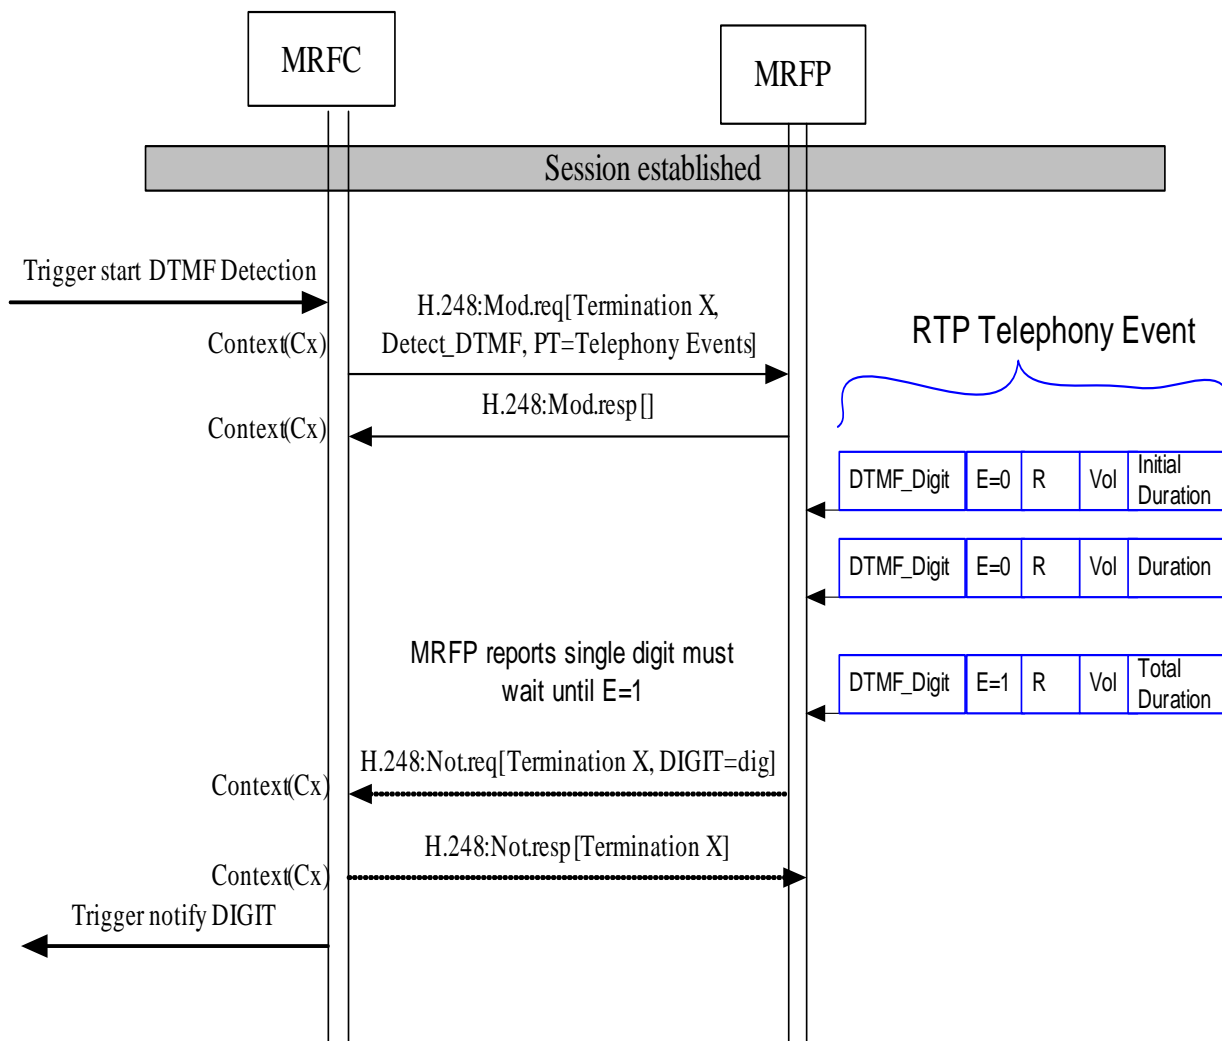 MRFC
MRFP
Session established
Trigger start DTMF Detection
H.248:Mod.req[Termination X,
Context(Cx)
Detect_DTMF, PT=Telephony Events]
RTP Telephony Event
H.248:Mod.resp[]
Context(Cx)
DTMF_Digit E=0 R Vol Initial
Duration
DTMF_Digit E=0 R Vol Duration
MRFP reports single digit must
wait until E=1
DTMF_Digit E=1 R Vol Total
Duration
H.248:Not.req[Termination X, DIGIT=dig]
Context(Cx)
H.248:Not.resp[Termination X]
Context(Cx)
Trigger notify DIGIT